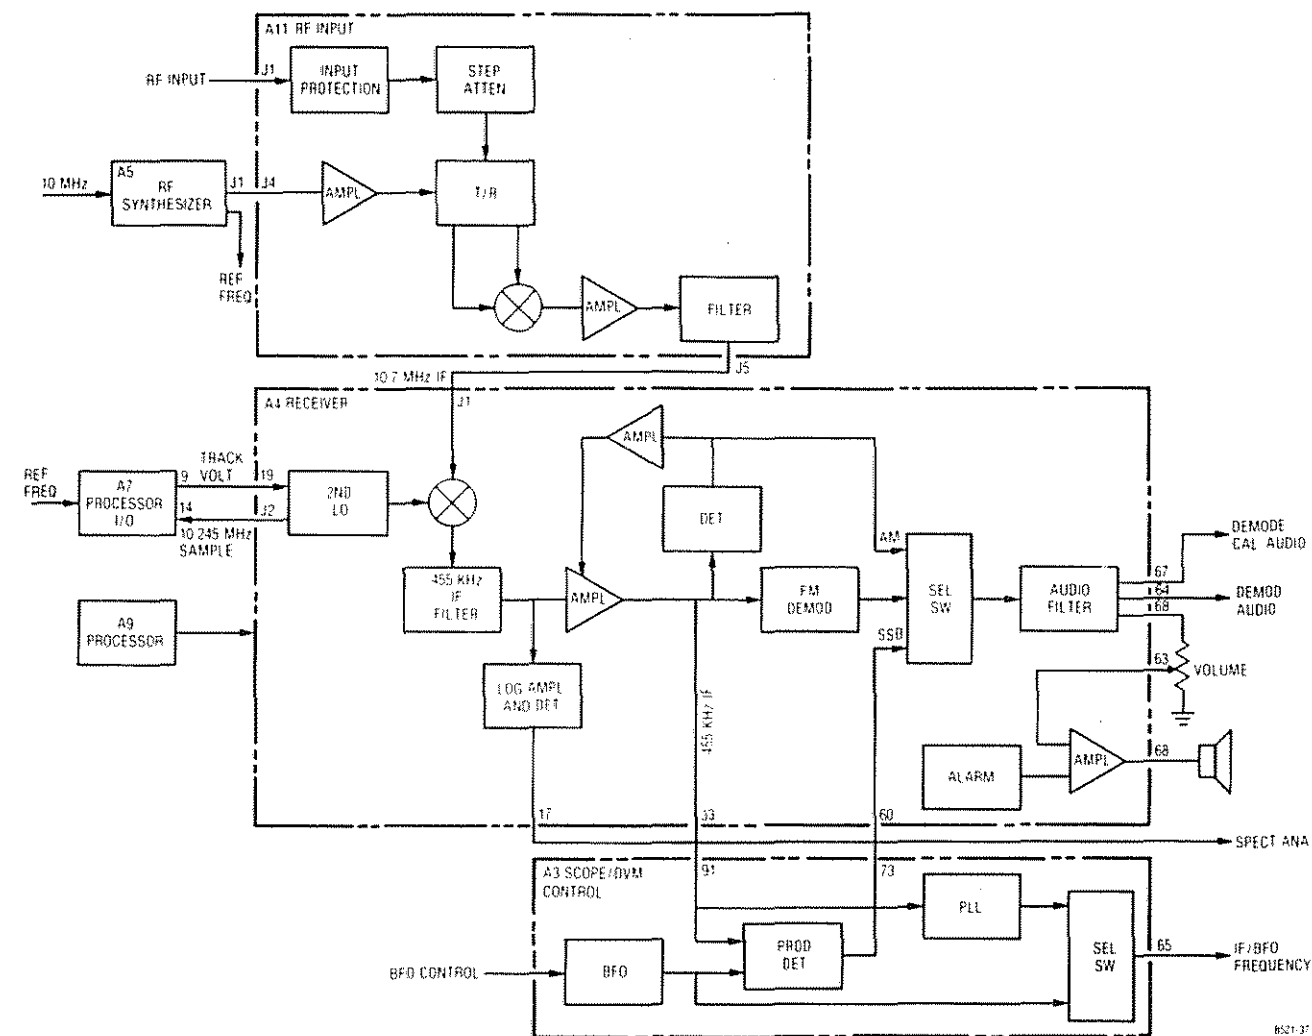 A11 RF INPUT
RF INPUT
J1
INPUT
PROTECTION
STEP
ATTEN
10 MHz
A5
RF
SYNTHESIZER
J1
J4
AMPL
T/R
REF
FREQ
AMPL
FILTER
J5
10.7 MHz IF
J1
A4 RECEIVER
AMPL
REF
FREQ
A7
PROCESSOR
I/O
9
TRACK
VOLT
19
14
J2
10.245 MHz
SAMPLE
2ND
LO
DET
AM
DEMODE
CAL AUDIO
455 KHz
IF
FILTER
AMPL
FM
DEMOD
SEL
SW
AUDIO
FILTER
67
64
68
DEMOD
AUDIO
A9
PROCESSOR
SSB
LOG AMPL
AND DET
455 KHz IF
63
VOLUME
ALARM
AMPL
68
17
33
60
SPECT ANA
A3 SCOPE/DVM
CONTROL
91
73
PLL
BFO CONTROL
BFO
PROD
DET
SEL
SW
65
IF/BFO
FREQUENCY